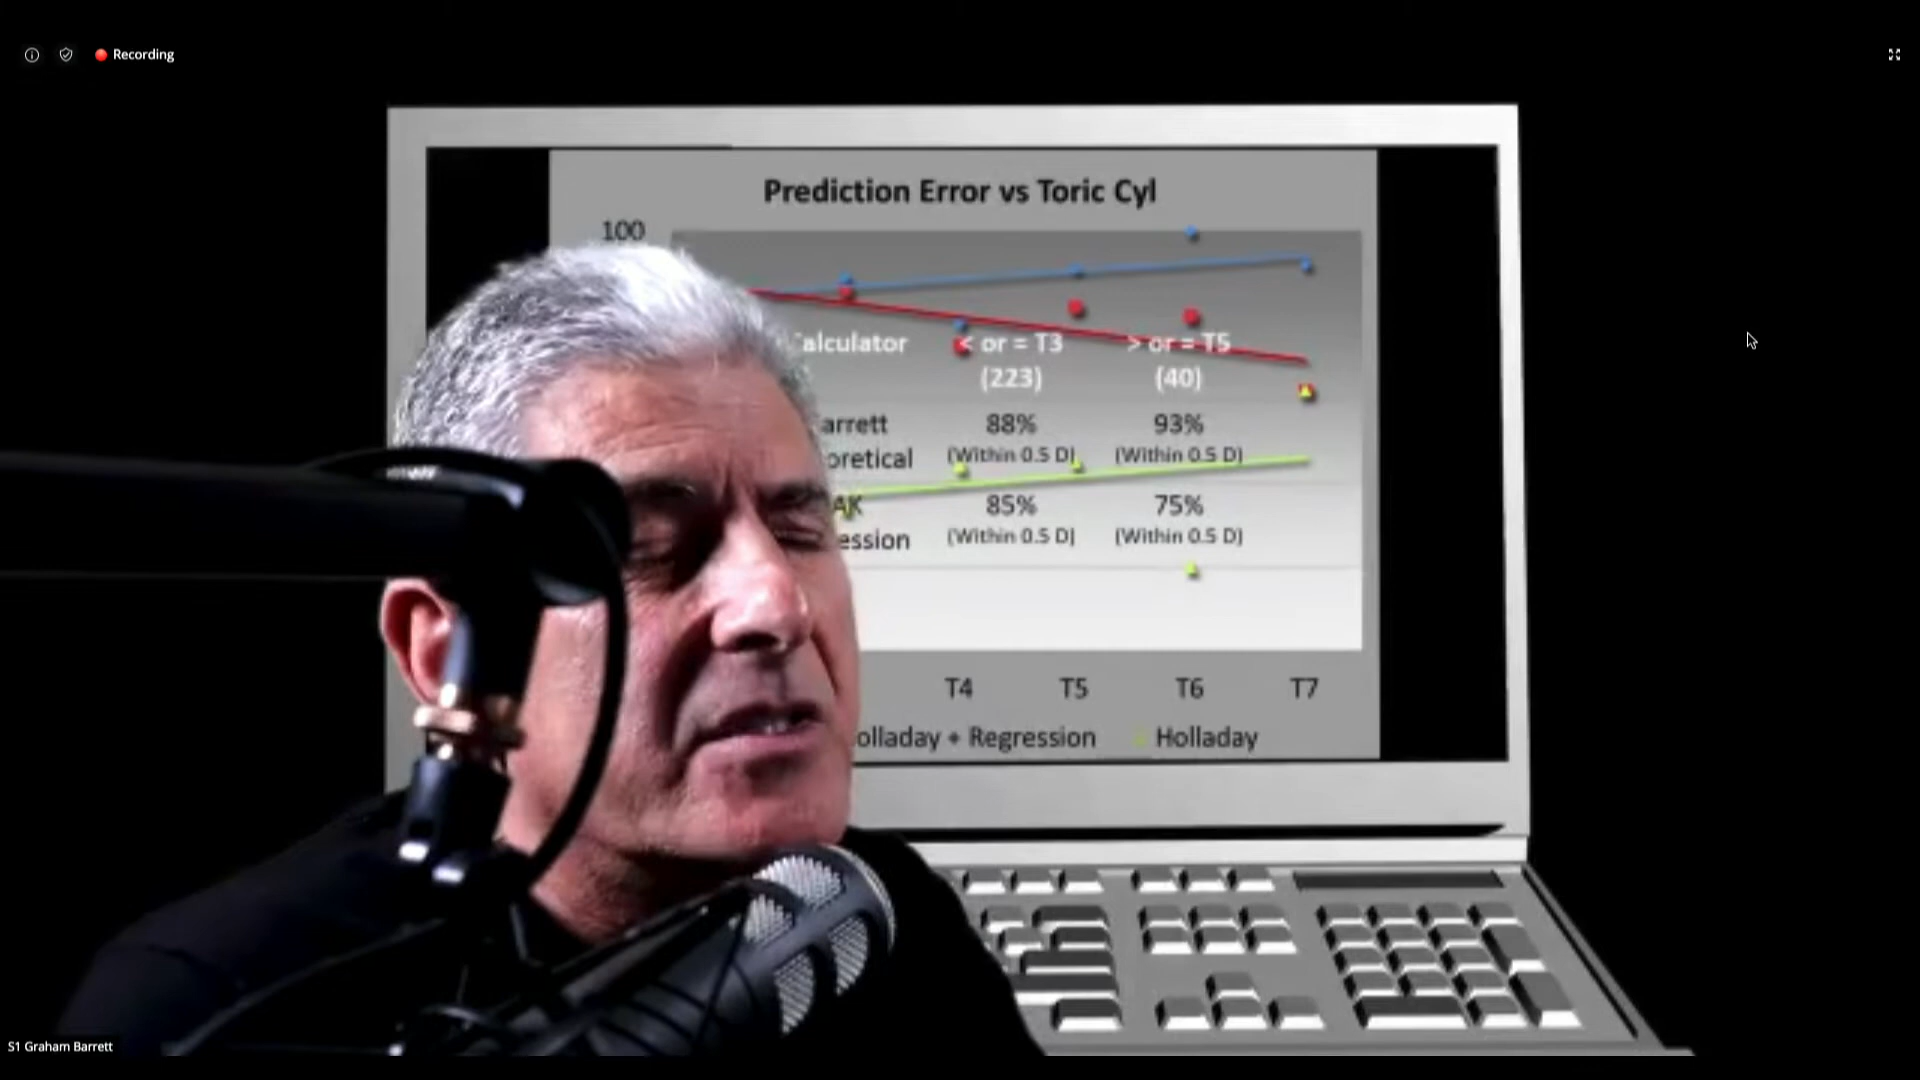 Recording
Prediction Error vs Toric Cyl
100
alculator < or = T3 > or = T5
(223) (40)
arrett 88% 93%
oretical (Within 0.5 D) (Within 0.5 D)
AK 85% 75%
ession (Within 0.5 D) (Within 0.5 D)
T4 T5 T6 T7
olladay + Regression Holladay
S1 Graham Barrett